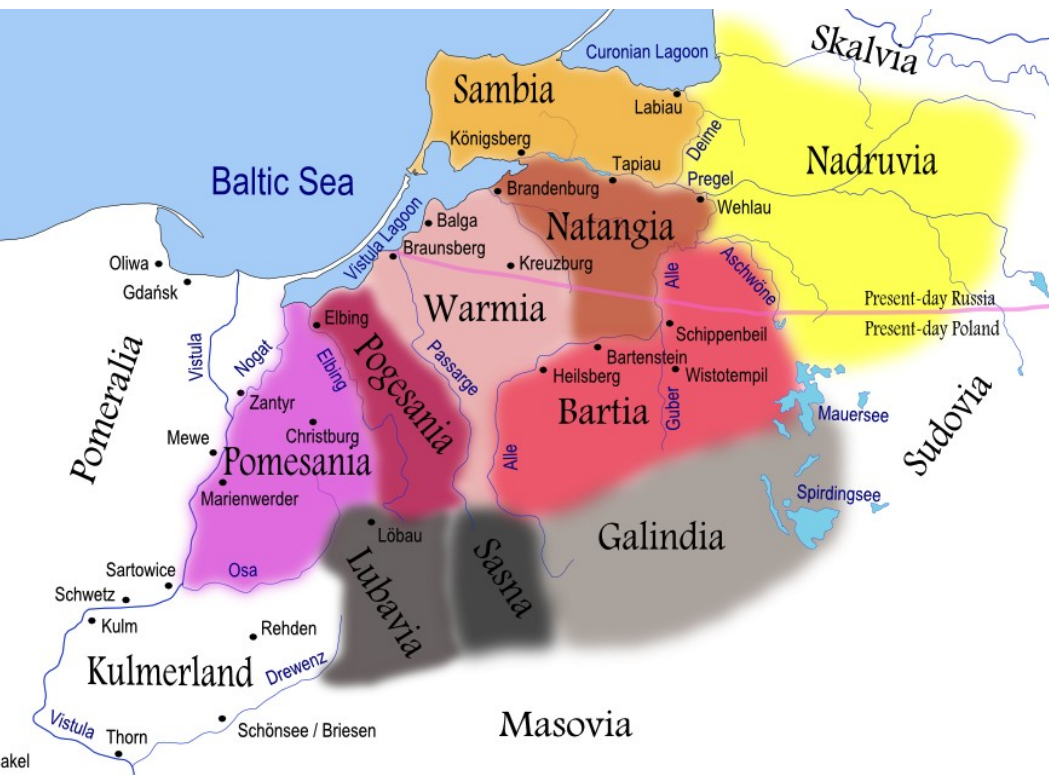 Skalvia
Curonian Lagoon
Sambia
Labiau
Königsberg
Deime
Nadruvia
Tapiau
Pregel
Baltic Sea
Brandenburg
Wehlau
Balga
Natangia
Vistula Lagoon
Braunsberg
Oliwa
Kreuzburg
Alle
Aschwöne
Gdańsk
Present-day Russia
Warmia
Elbing
Present-day Poland
Schippenbeil
Vistula
Nogat
Elbing
Pogesania
Passarge
Bartenstein
Heilsberg
Wistotempil
Pomeralia
Zantyr
Bartia
Guber
Mauersee
Sudovia
Mewe
Christburg
Pomesania
Alle
Marienwerder
Spirdingsee
Löbau
Galindia
Sartowice
Osa
Lubavia
Sasna
Schwetz
Kulm
Rehden
Kulmerland
Drewenz
Vistula
Thorn
Schönsee / Briesen
Masovia
akel